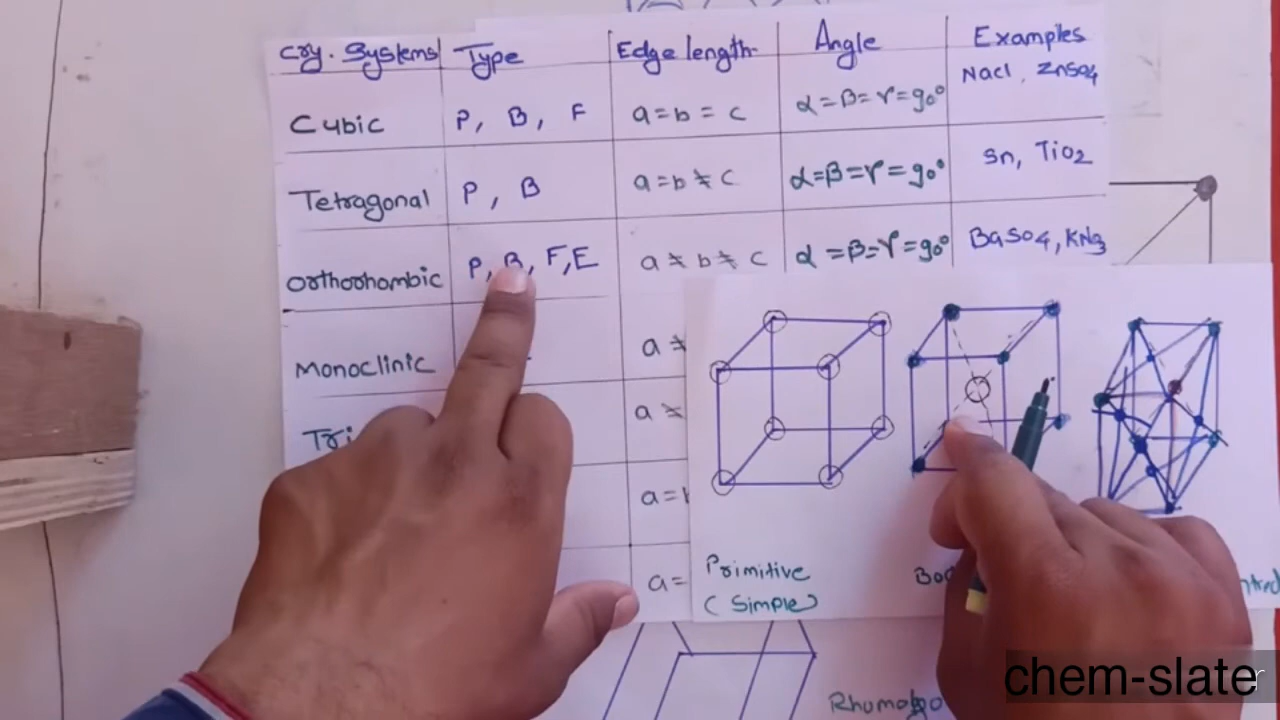 Cry. Systems Type Edge length Angle Examples
Cubic P, B, F a = b = c α = β = γ = 90° Nacl, ZnSO4
Tetragonal P, B a = b ≠ c α = β = γ = 90° Sn, TiO2
Orthorhombic P, B, F, E a ≠ b ≠ c α = β = γ = 90° BaSO4, KN3
Monoclinic a ≠
a ≠
a =
a =
Primitive
(Simple)
chem-slate